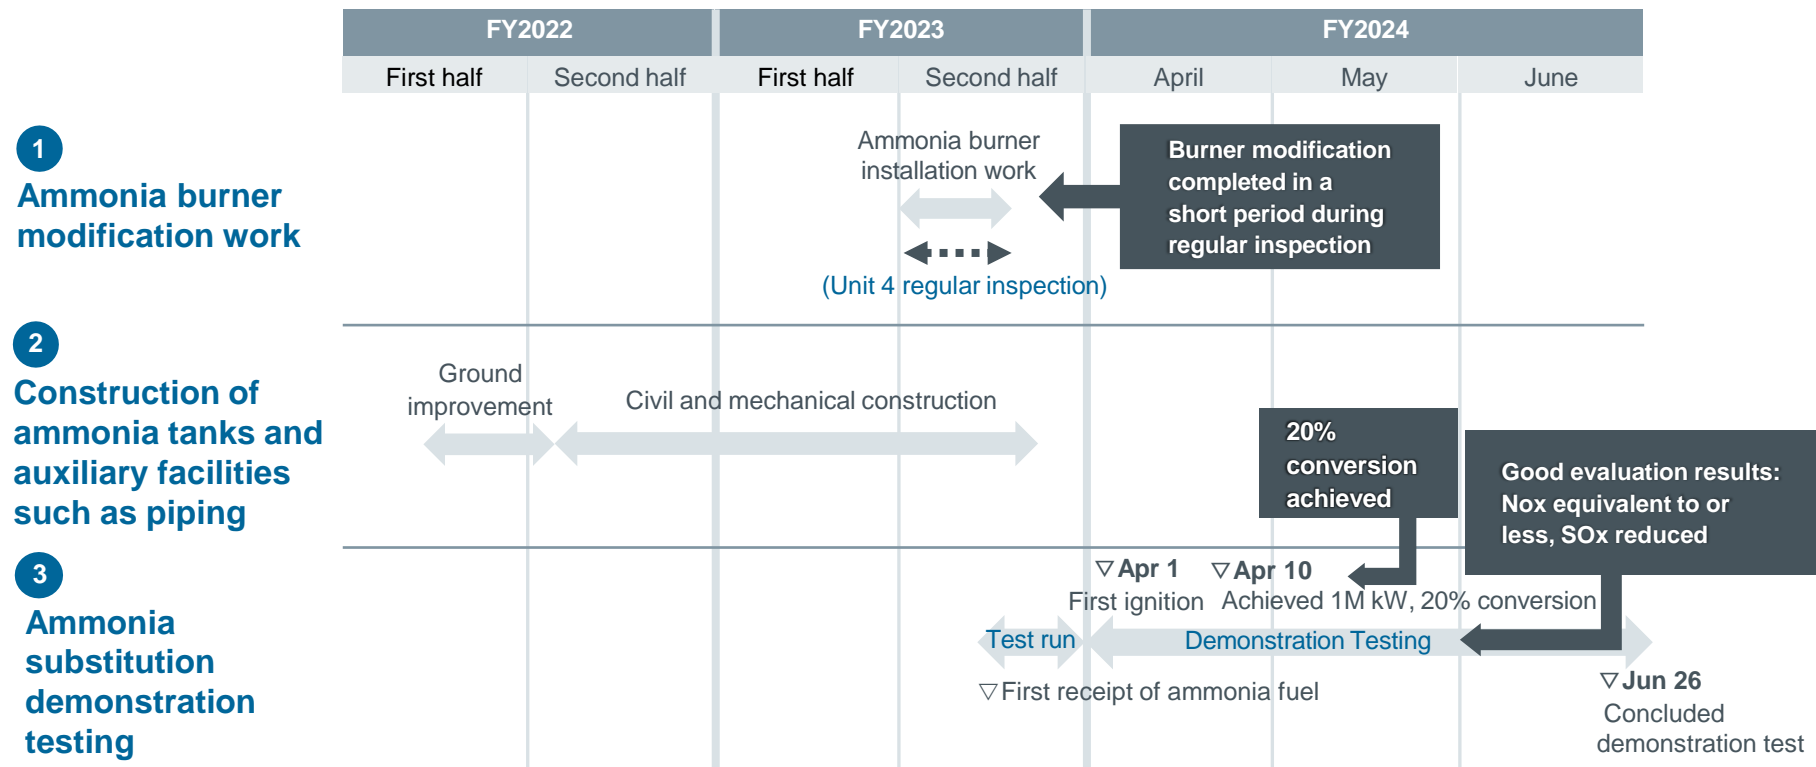 FY2022
FY2023
FY2024
First half
Second half
First half
Second half
April
May
June
1
Ammonia burner
modification work
Ammonia burner
installation work
(Unit 4 regular inspection)
Burner modification
completed in a
short period during
regular inspection
2
Construction of
ammonia tanks and
auxiliary facilities
such as piping
Ground
improvement
Civil and mechanical construction
20%
conversion
achieved
Good evaluation results:
Nox equivalent to or
less, SOx reduced
3
Ammonia
substitution
demonstration
testing
▽Apr 1
First ignition
▽Apr 10
Achieved 1M kW, 20% conversion
Test run
Demonstration Testing
▽First receipt of ammonia fuel
▽Jun 26
Concluded
demonstration test